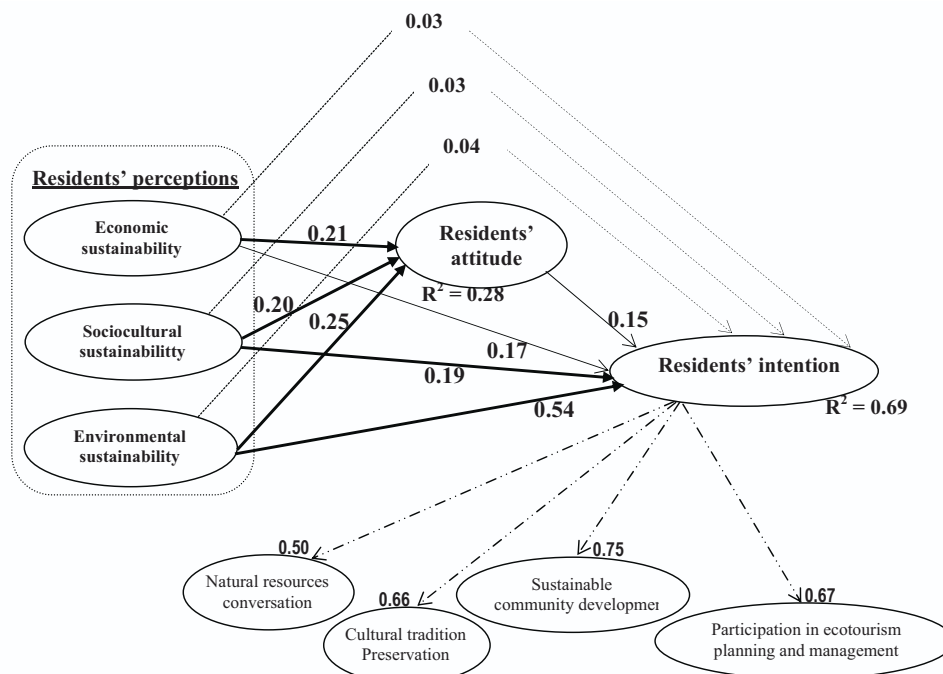 0.03
0.03
0.04
Residents' perceptions
Economic
sustainability
0.21
Residents'
attitude
R² = 0.28
0.20
0.25
0.15
Sociocultural
sustainabilitty
0.17
0.19
Residents' intention
R² = 0.69
0.54
Environmental
sustainability
0.50
Natural resources
conversation
0.66
Cultural tradition
Preservation
0.75
Sustainable
community developmen
0.67
Participation in ecotourism
planning and management